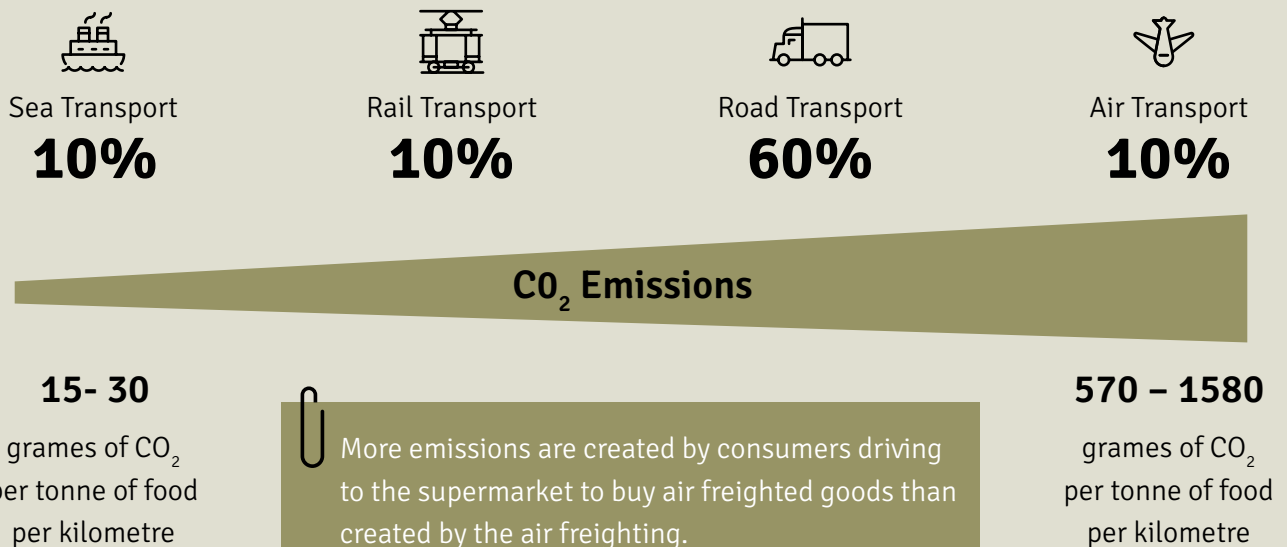 Sea Transport
10%
Rail Transport
10%
Road Transport
60%
Air Transport
10%
C0₂ Emissions
15- 30
grames of CO₂
per tonne of food
per kilometre
More emissions are created by consumers driving
to the supermarket to buy air freighted goods than
created by the air freighting.
570 – 1580
grames of CO₂
per tonne of food
per kilometre